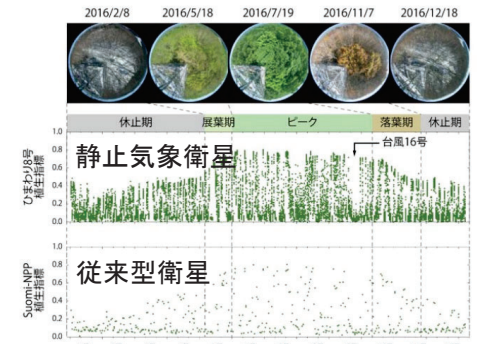 2016/2/8 2016/5/18 2016/7/19 2016/11/7 2016/12/18
休止期 展葉期 ピーク 落葉期 休止期
台風16号
静止気象衛星
ひまわり8号
植生指標
1.0
0.8
0.6
0.4
0.2
0.0
従来型衛星
Suomi-NPP
植生指標
1.0
0.8
0.6
0.4
0.2
0.0